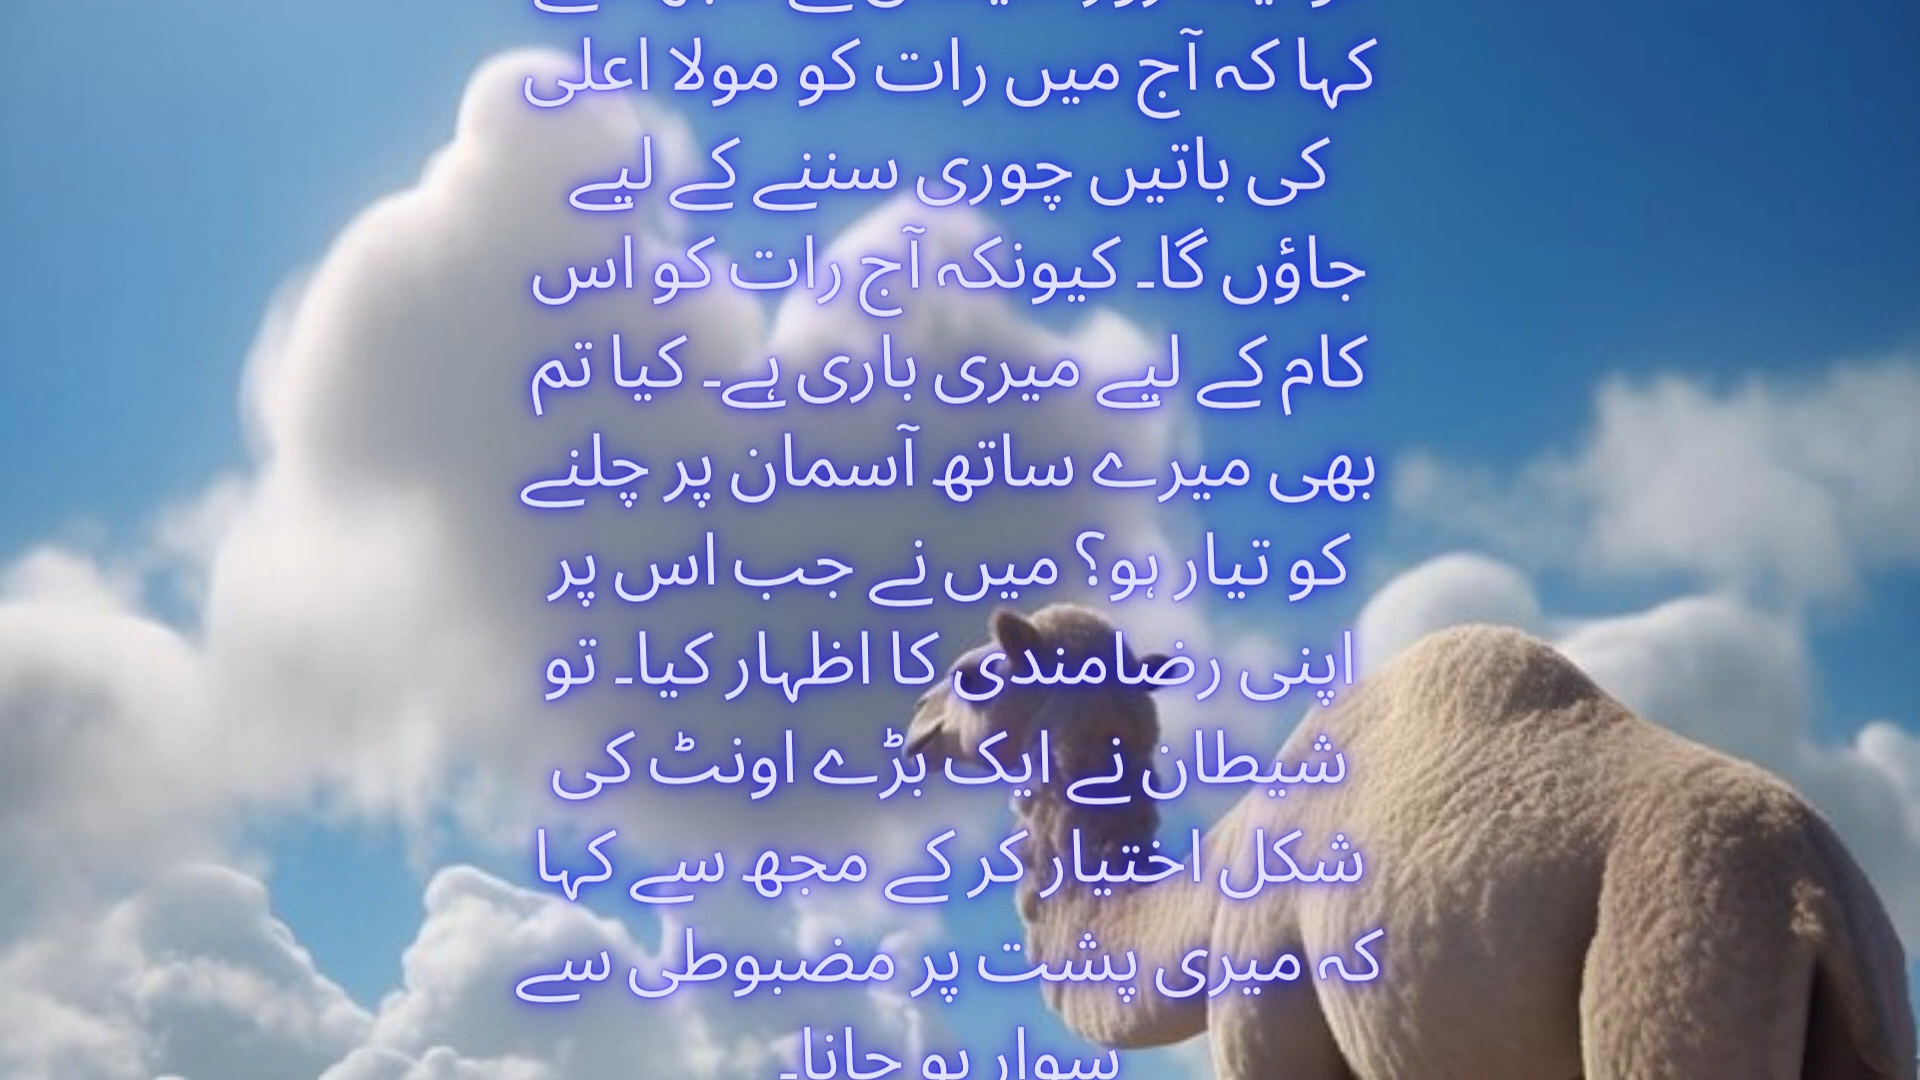 کہا کہ آج میں رات کو مولا اعلی
کی باتیں چوری سننے کے لیے
جاؤں گا۔ کیونکہ آج رات کو اس
کام کے لیے میری باری ہے۔ کیا تم
بھی میرے ساتھ آسمان پر چلنے
کو تیار ہو؟ میں نے جب اس پر
اپنی رضامندی کا اظہار کیا۔ تو
شیطان نے ایک بڑے اونٹ کی
شکل اختیار کر کے مجھ سے کہا
کہ میری پشت پر مضبوطی سے
سوار ہو جانا۔